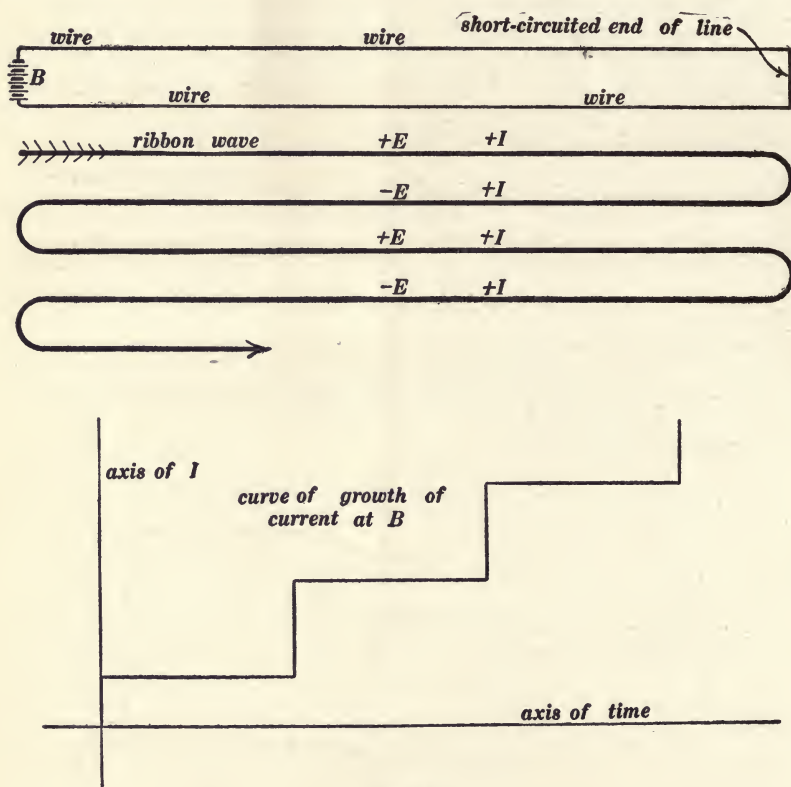 short-circuited end of line
wire wire
B
wire wire
ribbon wave +E +I
−E +I
+E +I
−E +I
axis of I
curve of growth of
current at B
axis of time